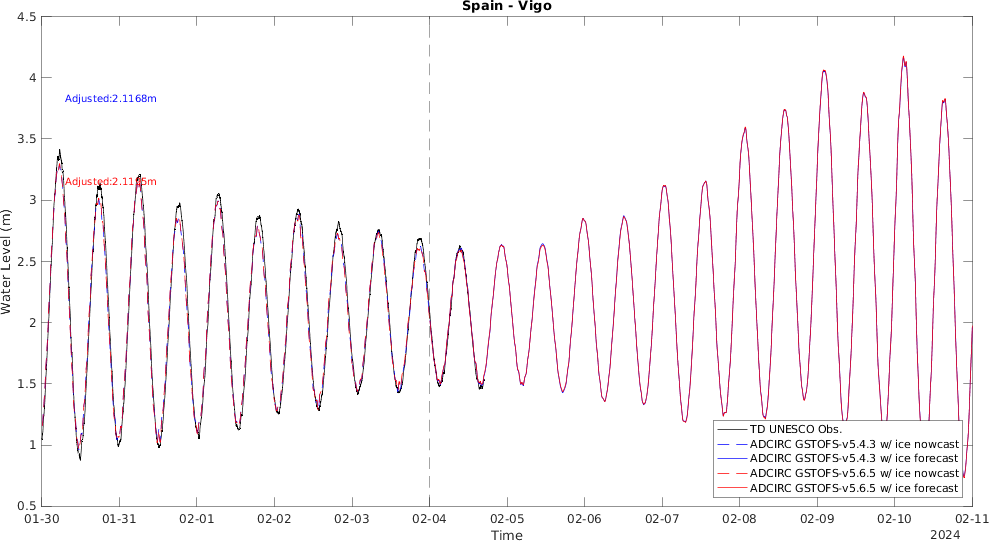 Spain - Vigo
4.5
4
3.5
3
2.5
2
1.5
1
0.5
Water Level (m)
Adjusted:2.1168m
Adjusted:2.1155m
TD UNESCO Obs.
ADCIRC GSTOFS-v5.4.3 w/ ice nowcast
ADCIRC GSTOFS-v5.4.3 w/ ice forecast
ADCIRC GSTOFS-v5.6.5 w/ ice nowcast
ADCIRC GSTOFS-v5.6.5 w/ ice forecast
01-30 01-31 02-01 02-02 02-03 02-04 02-05 02-06 02-07 02-08 02-09 02-10 02-11
Time
2024